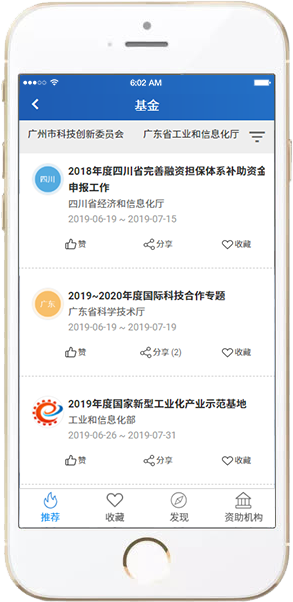 6:02 AM
基金
广州市科技创新委员会 广东省工业和信息化厅
四川
2018年度四川省完善融资担保体系补助资金
申报工作
四川省经济和信息化厅
2019-06-19 ~ 2019-07-15
赞 分享 收藏
广东
2019~2020年度国际科技合作专题
广东省科学技术厅
2019-06-19 ~ 2019-07-19
赞 分享 (2) 收藏
2019年度国家新型工业化产业示范基地
工业和信息化部
2019-06-26 ~ 2019-07-31
赞 分享 收藏
推荐 收藏 发现 资助机构